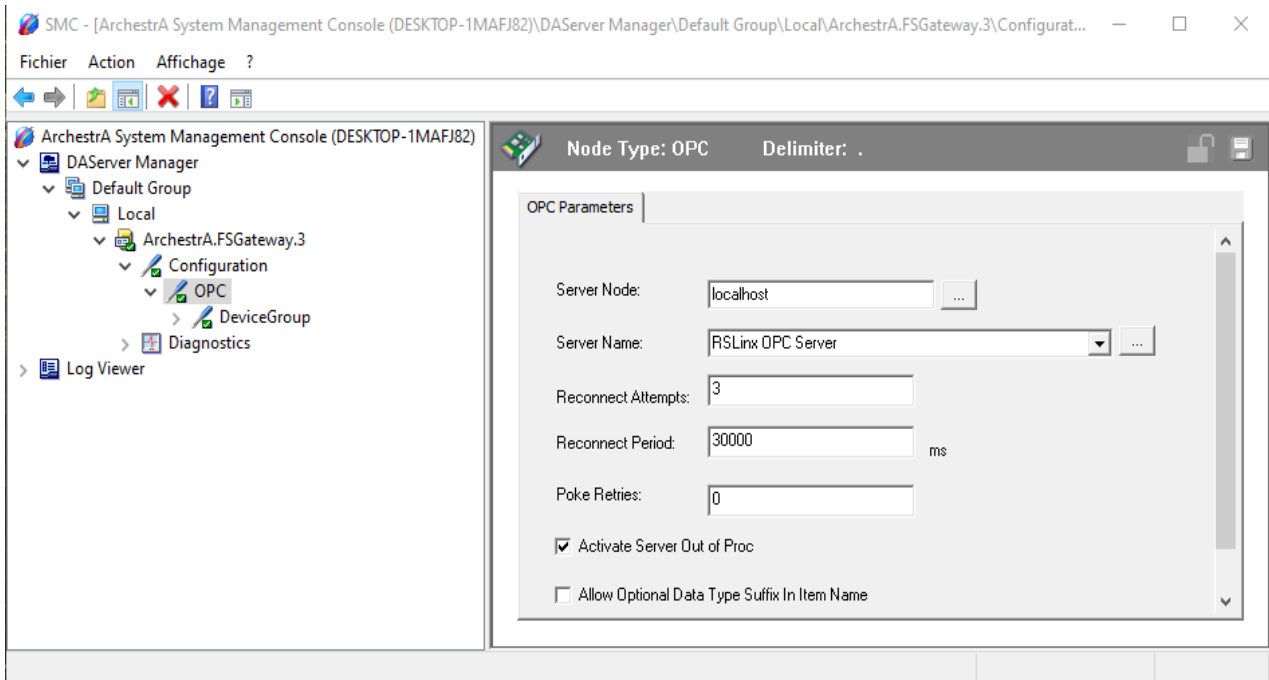 SMC - [ArchestrA System Management Console (DESKTOP-1MAFJ82)\DAServer Manager\Default Group\Local\ArchestrA.FSGateway.3\Configurat...
Fichier Action Affichage ?
ArchestrA System Management Console (DESKTOP-1MAFJ82)
DAServer Manager
Default Group
Local
ArchestrA.FSGateway.3
Configuration
OPC
DeviceGroup
Diagnostics
Log Viewer
Node Type: OPC Delimiter: .
OPC Parameters
Server Node: localhost ...
Server Name: RSLinx OPC Server ...
Reconnect Attempts: 3
Reconnect Period: 30000 ms
Poke Retries: 0
Activate Server Out of Proc
Allow Optional Data Type Suffix In Item Name